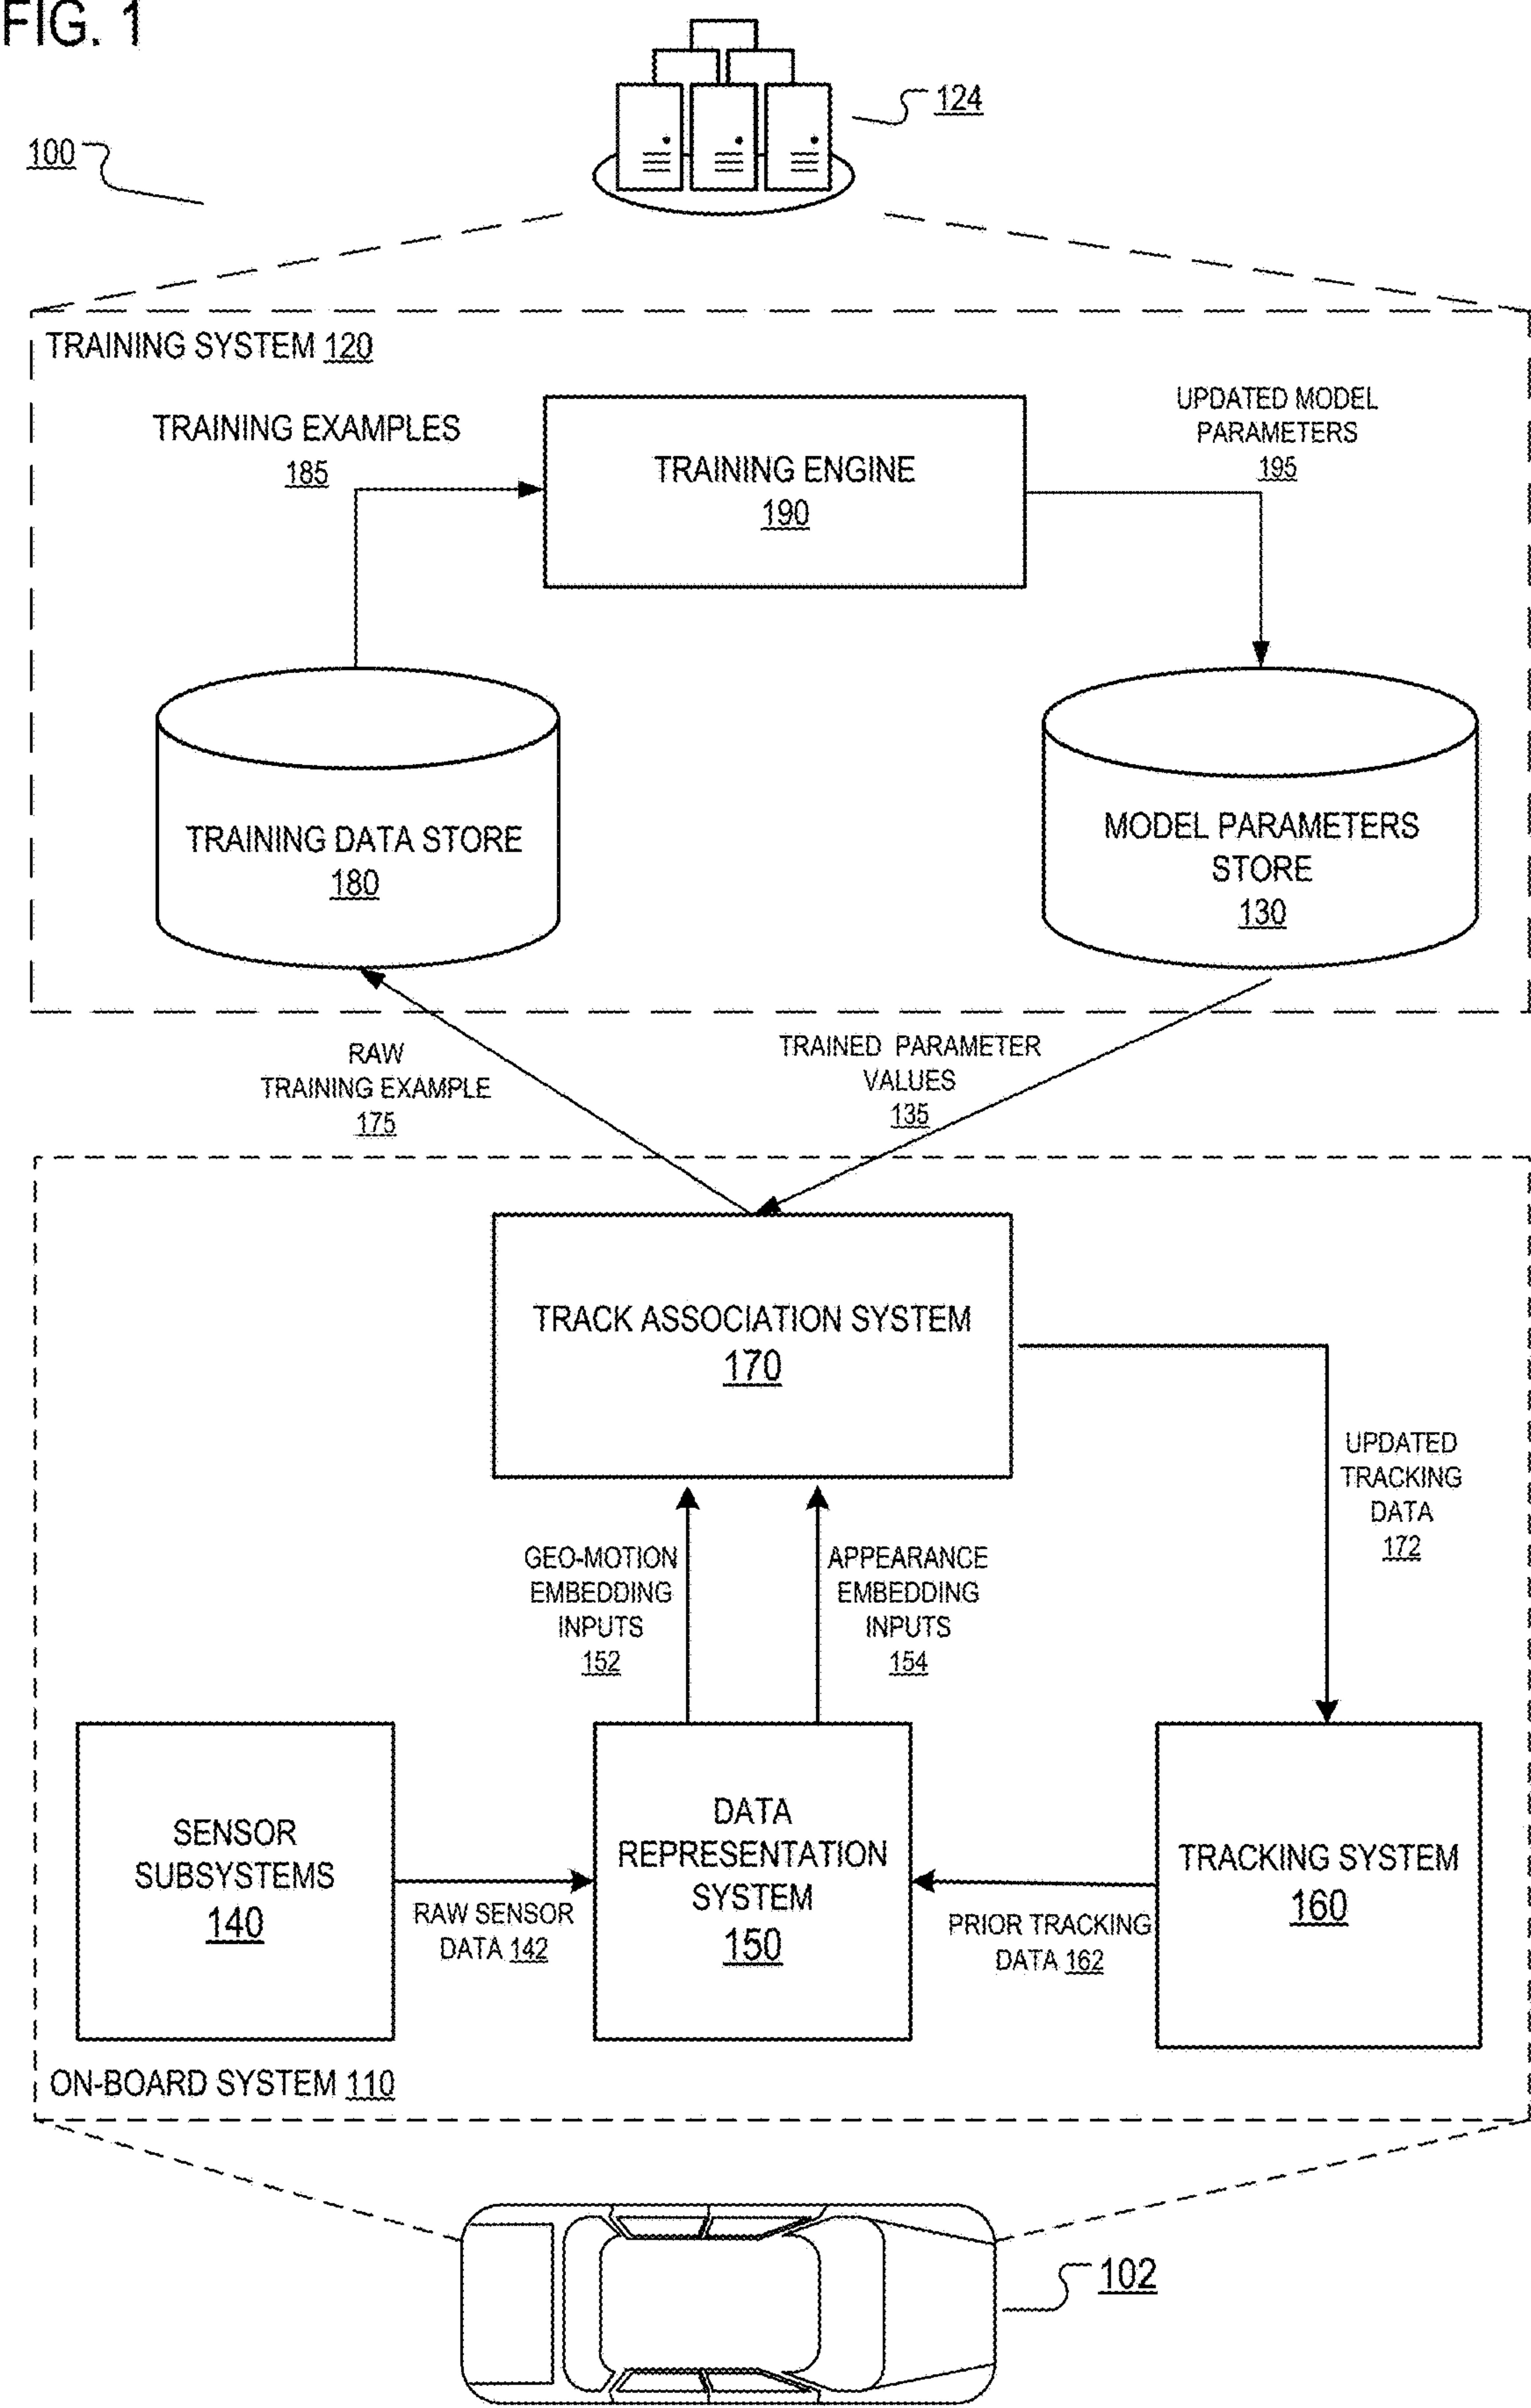 FIG. 1
124
100
TRAINING SYSTEM 120
TRAINING EXAMPLES
185
TRAINING ENGINE
190
UPDATED MODEL
PARAMETERS
195
TRAINING DATA STORE
180
MODEL PARAMETERS
STORE
130
RAW
TRAINING EXAMPLE
175
TRAINED PARAMETER
VALUES
135
TRACK ASSOCIATION SYSTEM
170
UPDATED
TRACKING
DATA
172
GEO-MOTION
EMBEDDING
INPUTS
152
APPEARANCE
EMBEDDING
INPUTS
154
SENSOR
SUBSYSTEMS
140
RAW SENSOR
DATA 142
DATA
REPRESENTATION
SYSTEM
150
PRIOR TRACKING
DATA 162
TRACKING SYSTEM
160
ON-BOARD SYSTEM 110
102